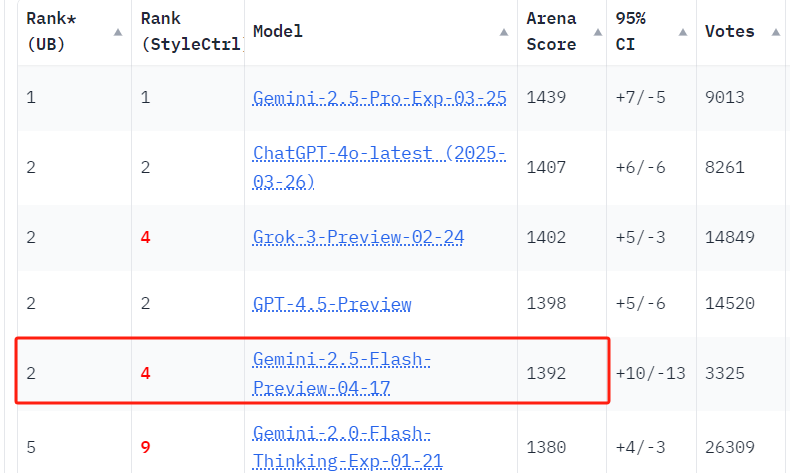 Rank* (UB) Rank (StyleCtrl Model Arena Score 95% CI Votes
1 1 Gemini-2.5-Pro-Exp-03-25 1439 +7/-5 9013
2 2 ChatGPT-4o-latest (2025-03-26) 1407 +6/-6 8261
2 4 Grok-3-Preview-02-24 1402 +5/-3 14849
2 2 GPT-4.5-Preview 1398 +5/-6 14520
2 4 Gemini-2.5-Flash-Preview-04-17 1392 +10/-13 3325
5 9 Gemini-2.0-Flash-Thinking-Exp-01-21 1380 +4/-3 26309